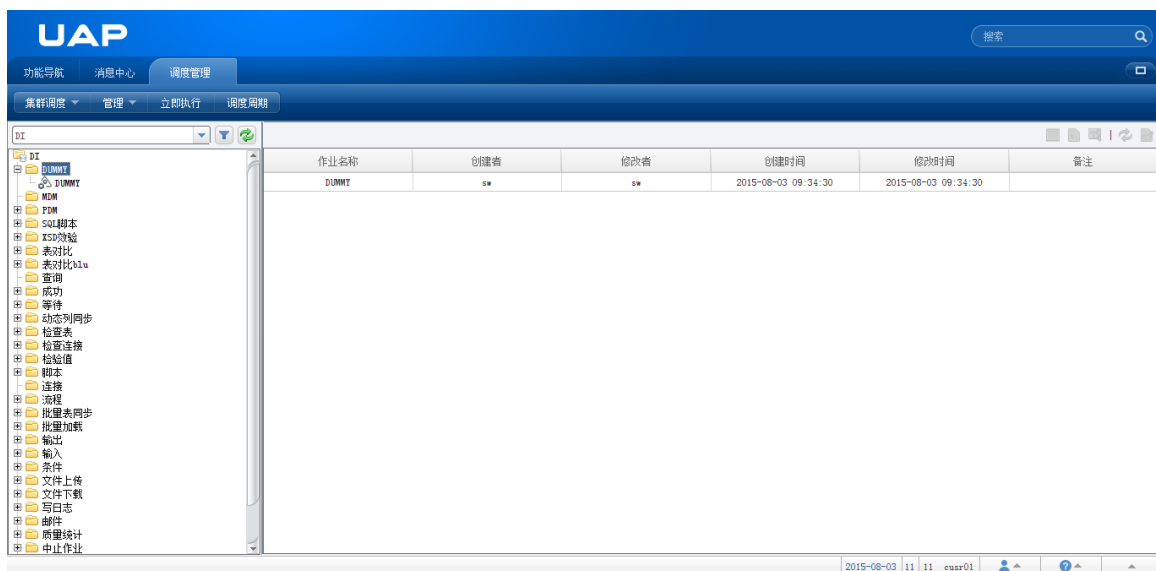 UAP
搜索
功能导航 消息中心 调度管理
集群调度 管理 立即执行 调度周期
DI
DI
DUMMY
DUMMY
MDM
PDM
SQL脚本
XSD效验
表对比
表对比blu
查询
成功
等待
动态列同步
检查表
检查连接
检验值
脚本
连接
流程
批量表同步
批量加载
输出
输入
条件
文件上传
文件下载
写日志
邮件
质量统计
中止作业
作业名称 创建者 修改者 创建时间 修改时间 备注
DUMMY sw sw 2015-08-03 09:34:30 2015-08-03 09:34:30
2015-08-03 11 11 cusr01